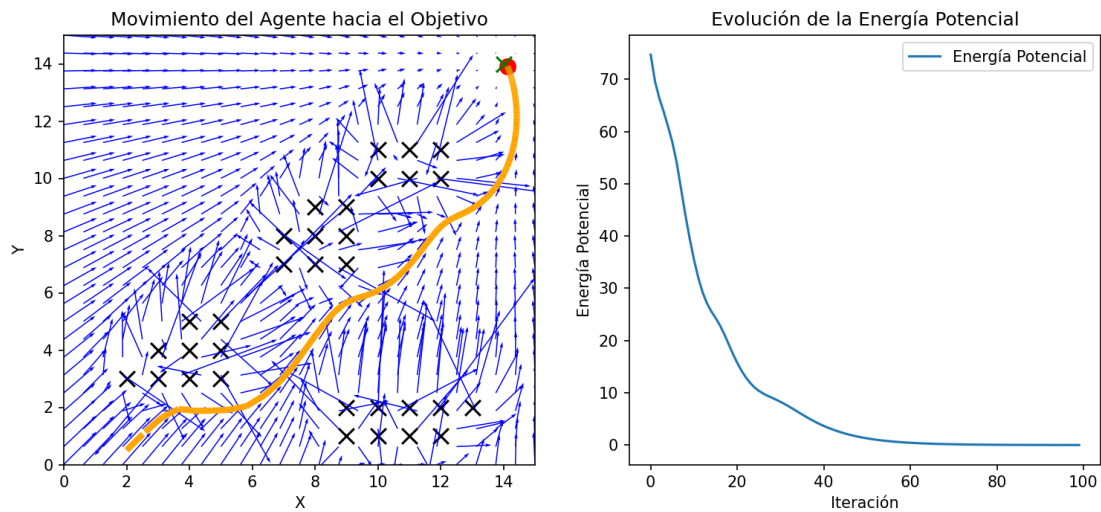 Movimiento del Agente hacia el Objetivo
14
12
10
8
6
4
2
0
Y
0 2 4 6 8 10 12 14
X
Evolución de la Energía Potencial
Energía Potencial
70
60
50
40
30
20
10
0
Energía Potencial
0 20 40 60 80 100
Iteración